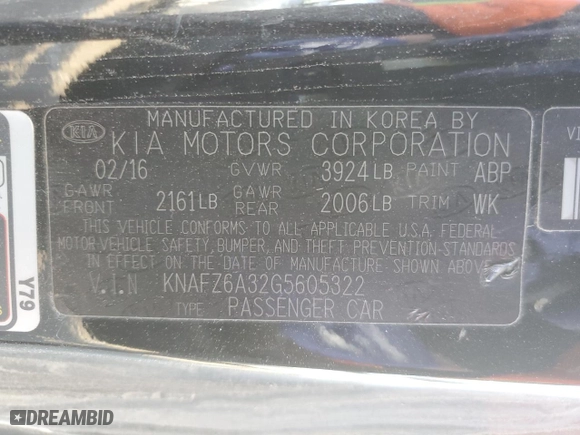 MANUFACTURED IN KOREA BY
KIA KIA MOTORS CORPORATION
02/16 GVWR 3924LB PAINT ABP
GAWR FRONT 2161LB GAWR REAR 2006LB TRIM WK
THIS VEHICLE CONFORMS TO ALL APPLICABLE U.S.A. FEDERAL
MOTOR VEHICLE SAFETY, BUMPER, AND THEFT PREVENTION STANDARDS
IN EFFECT ON THE DATE OF MANUFACTURE SHOWN ABOVE.
V.I.N KNAFZ6A32G5605322
TYPE PASSENGER CAR
Y79
DREAMBID